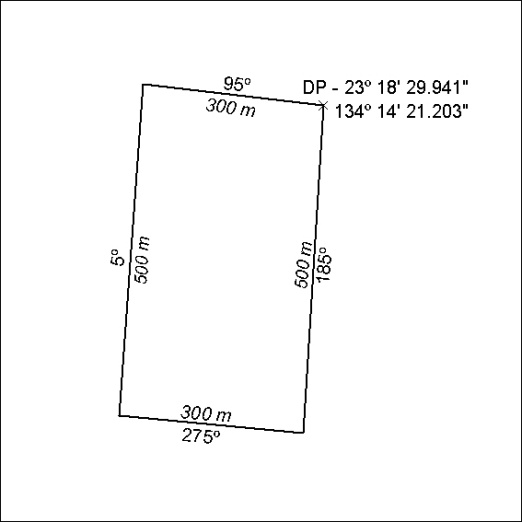 95º
300 m
DP - 23º 18' 29.941"
134º 14' 21.203"
5º
500 m
500 m
185º
300 m
275º